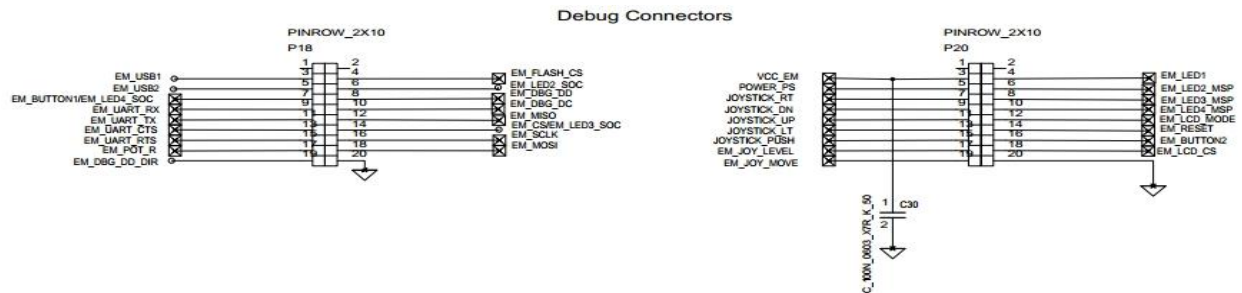 Debug Connectors
PINROW_2X10
P18
1 2
3 4
5 6
7 8
9 10
11 12
13 14
15 16
17 18
19 20
EM_USB1
EM_USB2
EM_BUTTON1/EM_LED4_SOC
EM_UART_RX
EM_UART_TX
EM_UART_CTS
EM_UART_RTS
EM_POT_R
EM_DBG_DD_DIR
EM_FLASH_CS
EM_LED2_SOC
EM_DBG_DD
EM_DBG_DC
EM_MISO
EM_CS/EM_LED3_SOC
EM_SCLK
EM_MOSI
PINROW_2X10
P20
1 2
3 4
5 6
7 8
9 10
11 12
13 14
15 16
17 18
19 20
VCC_EM
POWER_PS
JOYSTICK_RT
JOYSTICK_DN
JOYSTICK_UP
JOYSTICK_LT
JOYSTICK_PUSH
EM_JOY_LEVEL
EM_JOY_MOVE
EM_LED1
EM_LED2_MSP
EM_LED3_MSP
EM_LED4_MSP
EM_LCD_MODE
EM_RESET
EM_BUTTON2
EM_LCD_CS
1 C30
2
C_100N_0603_X7R_K_50